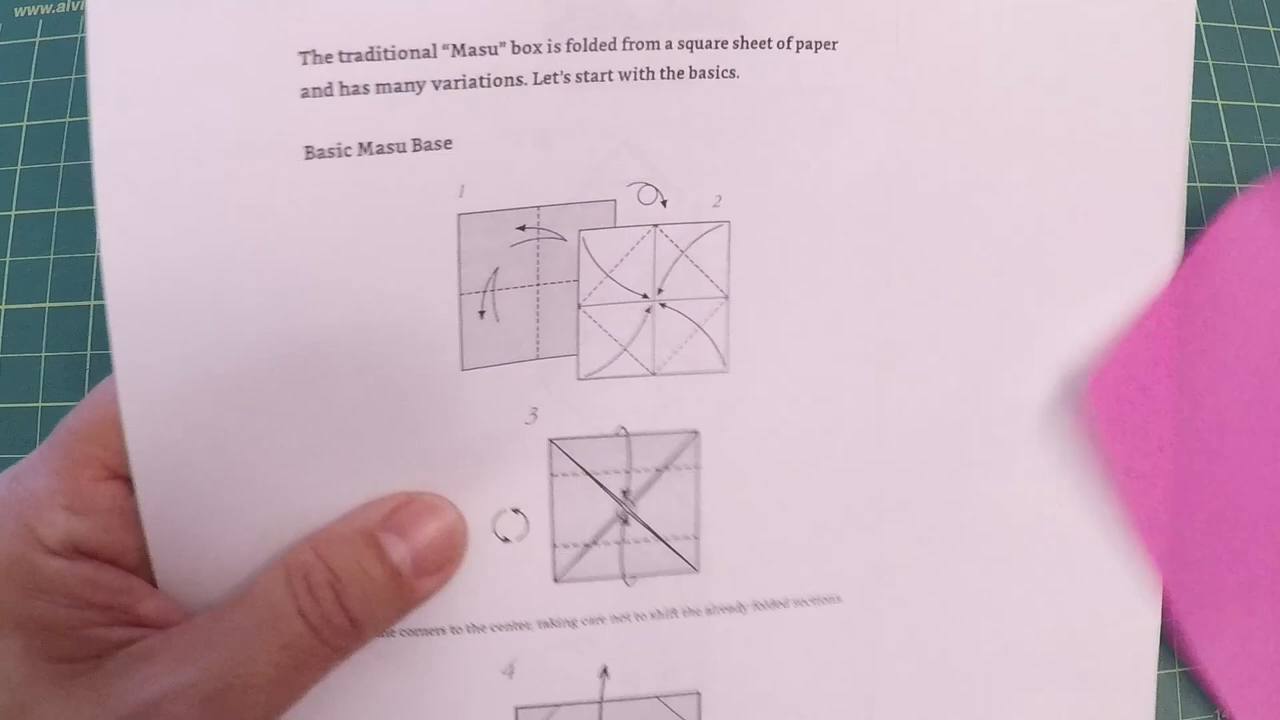 www.alvi
The traditional “Masu” box is folded from a square sheet of paper
and has many variations. Let’s start with the basics.
Basic Masu Base
1
2
3
corners to the center, taking care not to shift the already folded sections.
4